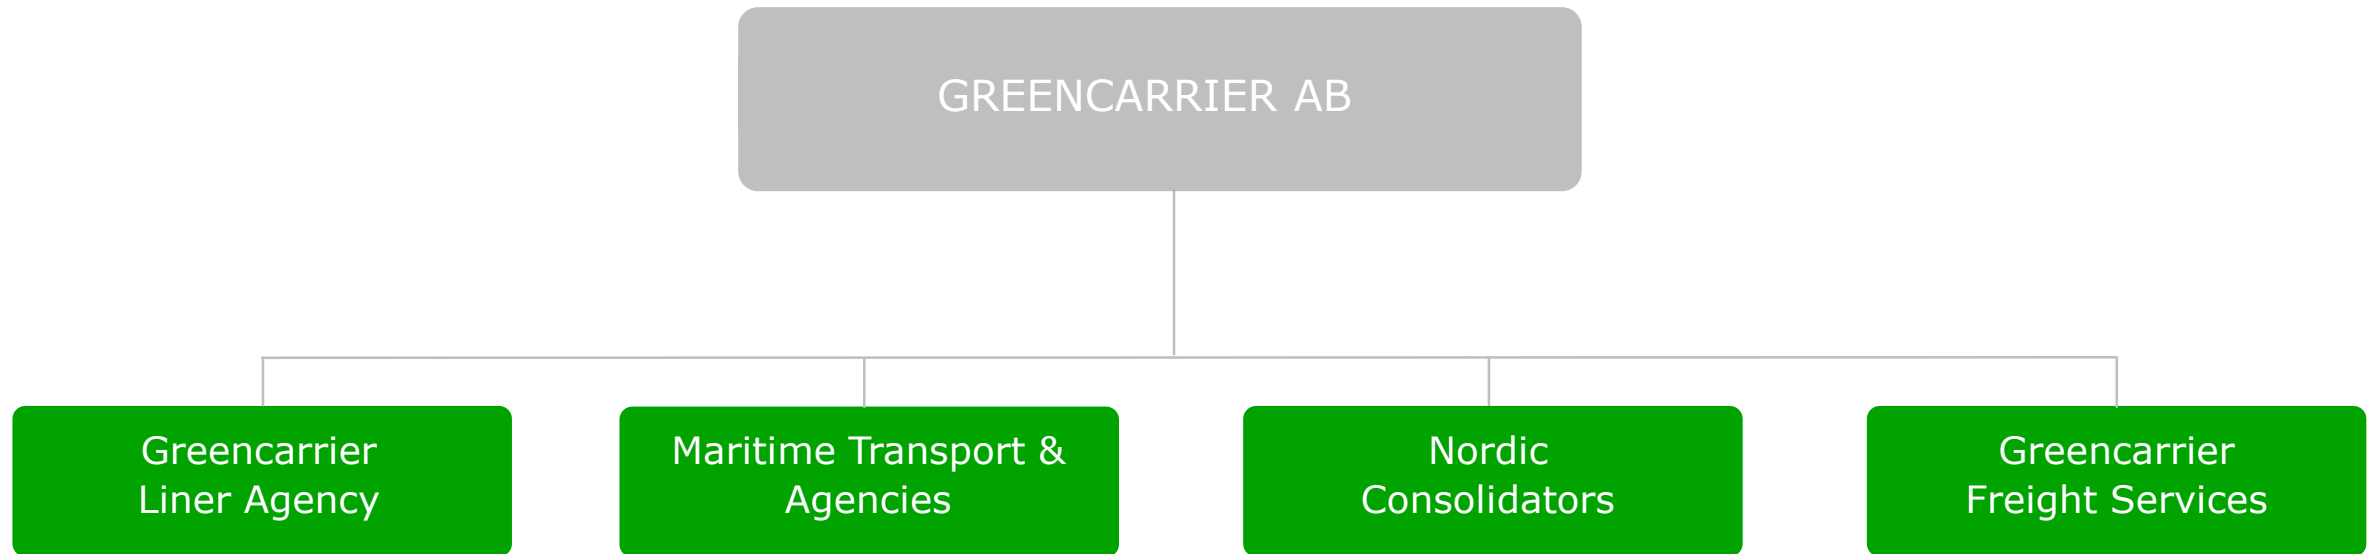 GREENCARRIER AB
Greencarrier
Liner Agency
Maritime Transport &
Agencies
Nordic
Consolidators
Greencarrier
Freight Services